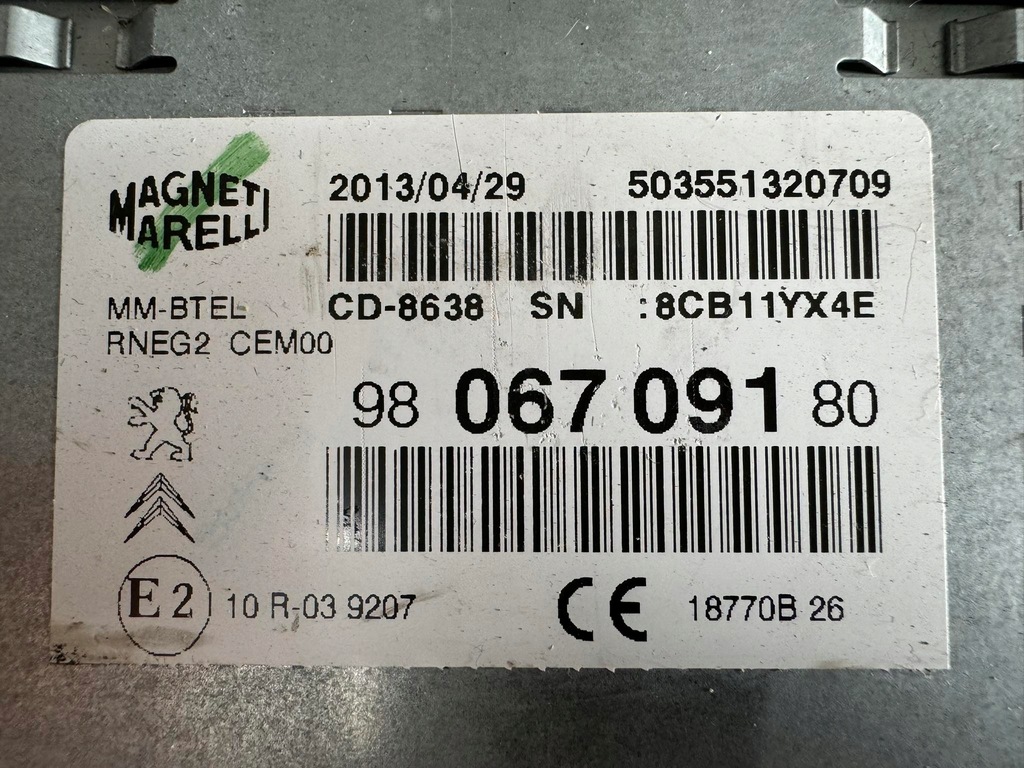 MAGNETI
MARELLI
2013/04/29 503551320709
MM-BTEL
RNEG2 CEM00
CD-8638 SN :8CB11YX4E
98 067 091 80
E2 10 R-03 9207
CE 18770B 26